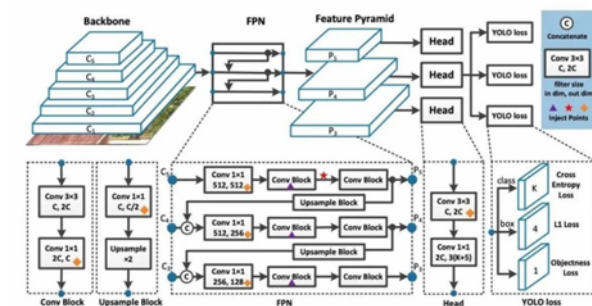 Backbone
FPN
Feature Pyramid
C₅
C₄
C₃
C₂
C₁
P₅
P₄
P₃
Head
Head
Head
YOLO loss
YOLO loss
YOLO loss
C
Concatenate
Conv 3×3
C, 2C
filter size
in dim, out dim
Inject Points
Conv 3×3
C, 2C
Conv 1×1
2C, C
Conv Block
Conv 1×1
C, C/2
Upsample
×2
Upsample Block
Conv 1×1
512, 512
Conv Block
Conv Block
P₅
Upsample Block
C₄
C
Conv 1×1
512, 256
Conv Block
Conv Block
P₄
Upsample Block
C
Conv 1×1
256, 128
Conv Block
Conv Block
P₃
FPN
Conv 3×3
C, 2C
Conv 1×1
2C, 3(K+5)
Head
class
K
Cross
Entropy
Loss
box
4
L1 Loss
1
Objectness
Loss
YOLO loss